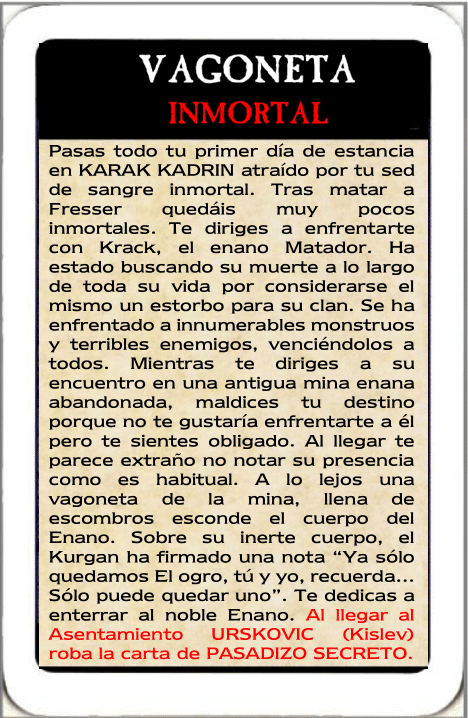 VAGONETA
INMORTAL
Pasas todo tu primer día de estancia
en KARAK KADRIN atraído por tu sed
de sangre inmortal. Tras matar a
Fresser quedáis muy pocos
inmortales. Te diriges a enfrentarte
con Krack, el enano Matador. Ha
estado buscando su muerte a lo largo
de toda su vida por considerarse el
mismo un estorbo para su clan. Se ha
enfrentado a innumerables monstruos
y terribles enemigos, venciéndolos a
todos. Mientras te diriges a su
encuentro en una antigua mina enana
abandonada, maldices tu destino
porque no te gustaría enfrentarte a él
pero te sientes obligado. Al llegar te
parece extraño no notar su presencia
como es habitual. A lo lejos una
vagoneta de la mina, llena de
escombros esconde el cuerpo del
Enano. Sobre su inerte cuerpo, el
Kurgan ha firmado una nota “Ya sólo
quedamos El ogro, tú y yo, recuerda...
Sólo puede quedar uno”. Te dedicas a
enterrar al noble Enano. Al llegar al
Asentamiento URSKOVIC (Kislev)
roba la carta de PASADIZO SECRETO.